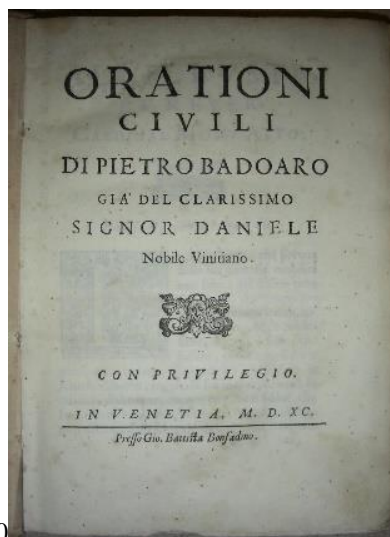 ORATIONI
CIVILI
DI PIETRO BADOARO
GIA' DEL CLARISSIMO
SIGNOR DANIELE
Nobile Vinitiano.
CON PRIVILEGIO.
IN VENETIA, M. D. XC.
Presso Gio. Battista Bonfadino.